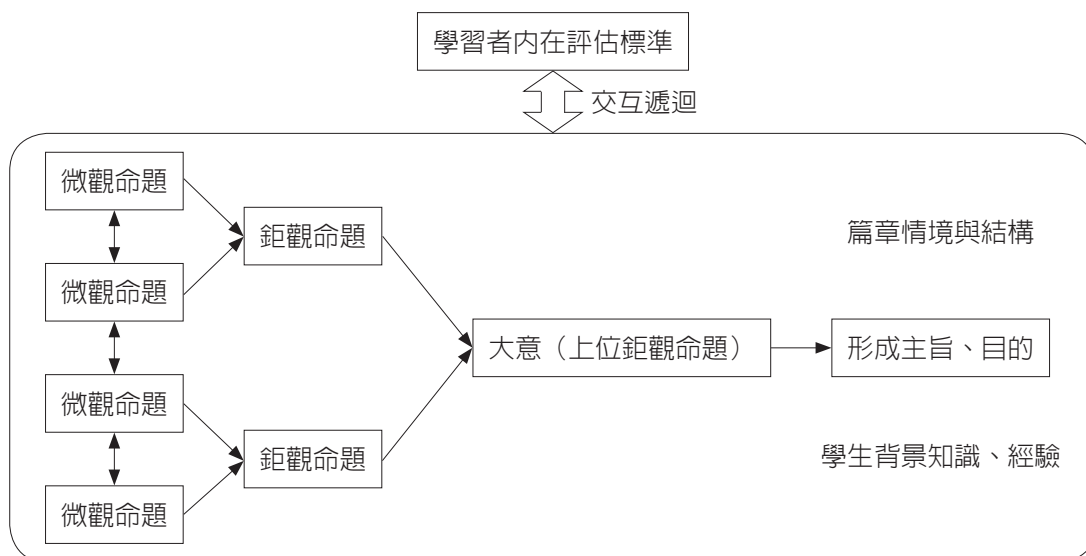 學習者內在評估標準
交互遞迴
微觀命題
鉅觀命題
篇章情境與結構
微觀命題
大意（上位鉅觀命題）
形成主旨、目的
微觀命題
鉅觀命題
學生背景知識、經驗
微觀命題